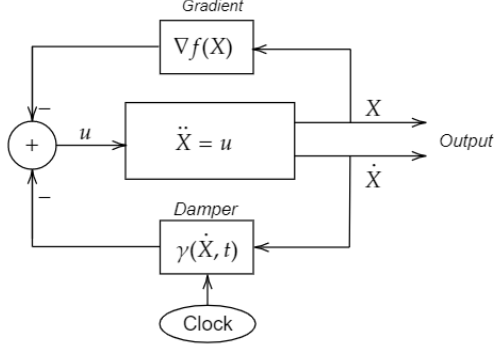 Gradient
∇f(X)
−
X
+
u
Ẍ = u
Output
Ẋ
−
Damper
γ(Ẋ, t)
Clock